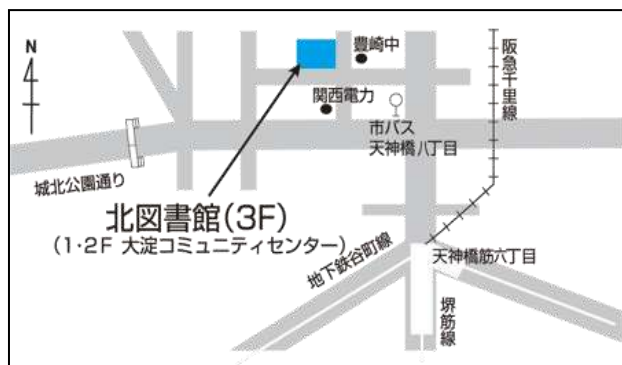 N
豊崎中
阪急千里線
関西電力
市バス
天神橋八丁目
城北公園通り
北図書館(3F)
(1・2F 大淀コミュニティセンター)
地下鉄谷町線
天神橋筋六丁目
堺筋線